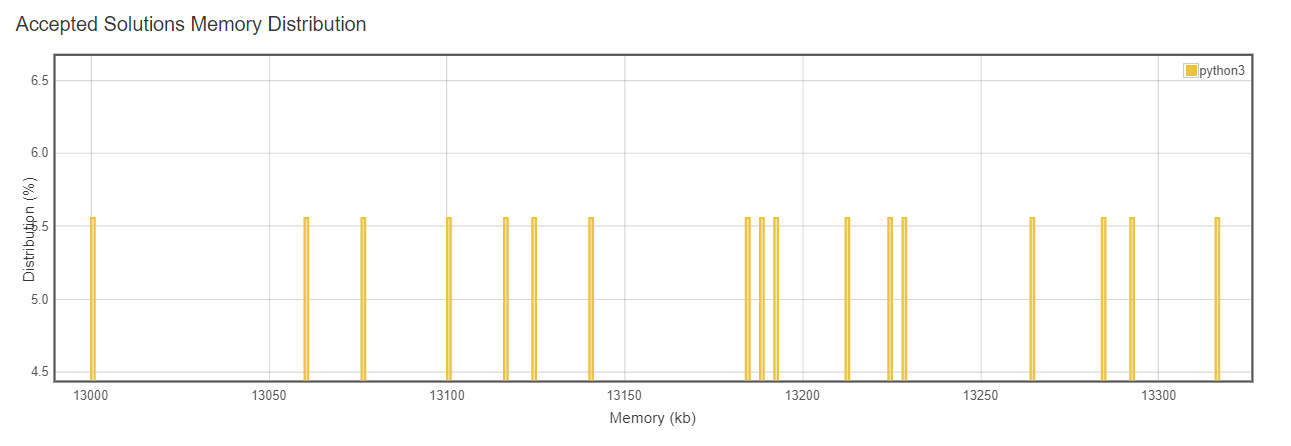 Accepted Solutions Memory Distribution
python3
6.5
6.0
5.5
5.0
4.5
Distribution (%)
13000 13050 13100 13150 13200 13250 13300
Memory (kb)